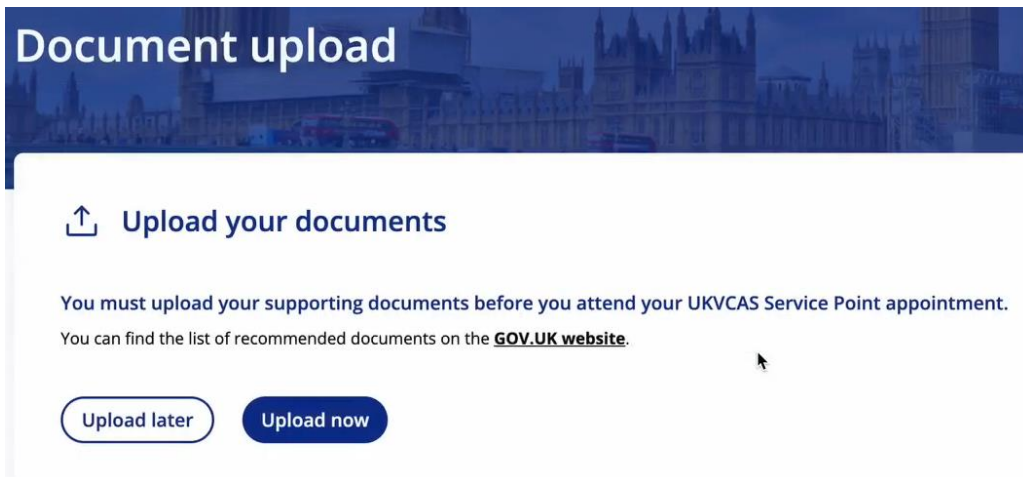 Document upload
Upload your documents
You must upload your supporting documents before you attend your UKVCAS Service Point appointment.
You can find the list of recommended documents on the GOV.UK website.
Upload later
Upload now